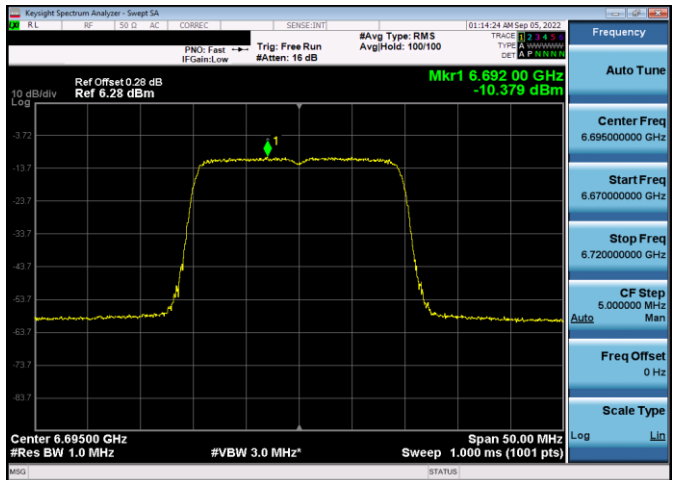 Keysight Spectrum Analyzer - Swept SA
RL RF 50 Ω AC CORREC SENSE:INT 01:14:24 AM Sep 05, 2022
PNO: Fast
IFGain:Low
Trig: Free Run
#Atten: 16 dB
#Avg Type: RMS
Avg|Hold: 100/100
TRACE 1 2 3 4 5 6
TYPE A WWWWW
DET A P N N N N
Mkr1 6.692 00 GHz
-10.379 dBm
Ref Offset 0.28 dB
10 dB/div Ref 6.28 dBm
Log
1
-3.72
-13.7
-23.7
-33.7
-43.7
-53.7
-63.7
-73.7
-83.7
Center 6.69500 GHz Span 50.00 MHz
#Res BW 1.0 MHz #VBW 3.0 MHz* Sweep 1.000 ms (1001 pts)
MSG STATUS
Frequency
Auto Tune
Center Freq
6.695000000 GHz
Start Freq
6.670000000 GHz
Stop Freq
6.720000000 GHz
CF Step
5.000000 MHz
Auto Man
Freq Offset
0 Hz
Scale Type
Log Lin